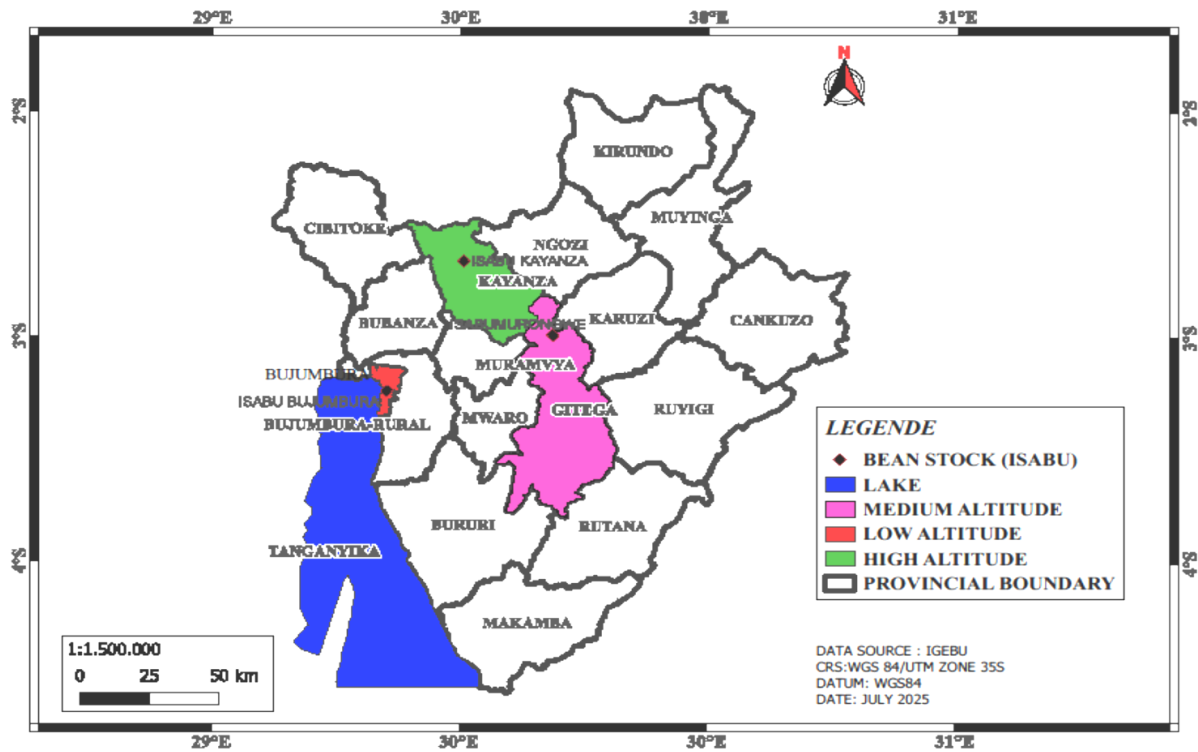 29°E 30°E 30°E 31°E
N
2°S 2°S
KIRUNDO
MUYINGA
CIBITOKE
NGOZI
ISABU KAYANZA
KAYANZA
KARUZI
CANKUZO
BUBANZA
3°S 3°S
MURAMVYA
BUJUMBURA
ISABU BUJUMBURA
GITEGA
RUYIGI
MWARO
BUJUMBURA-RURAL
LEGENDE
BEAN STOCK (ISABU)
LAKE
MEDIUM ALTITUDE
LOW ALTITUDE
HIGH ALTITUDE
PROVINCIAL BOUNDARY
BURURI
RUTANA
TANGANYIKA
4°S 4°S
MAKAMBA
1:1.500.000
0 25 50 km
DATA SOURCE : IGEBU
CRS:WGS 84/UTM ZONE 35S
DATUM: WGS84
DATE: JULY 2025
29°E 30°E 30°E 31°E